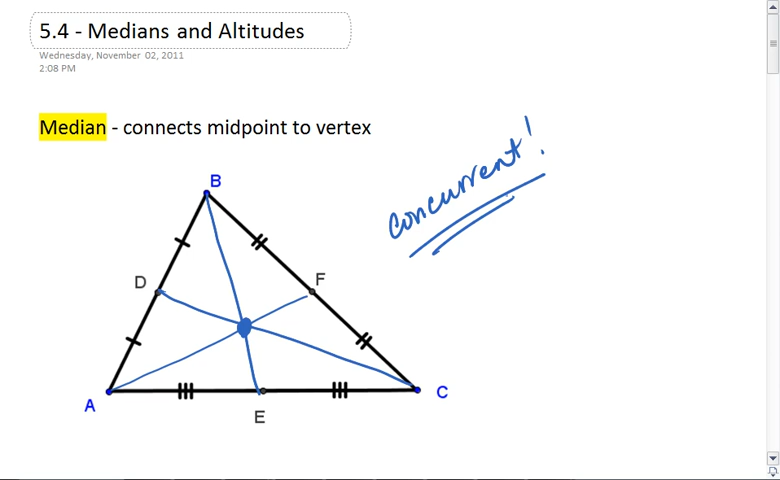 5.4 - Medians and Altitudes
Wednesday, November 02, 2011
2:08 PM
Median - connects midpoint to vertex
concurrent!
B
D
F
A
C
E